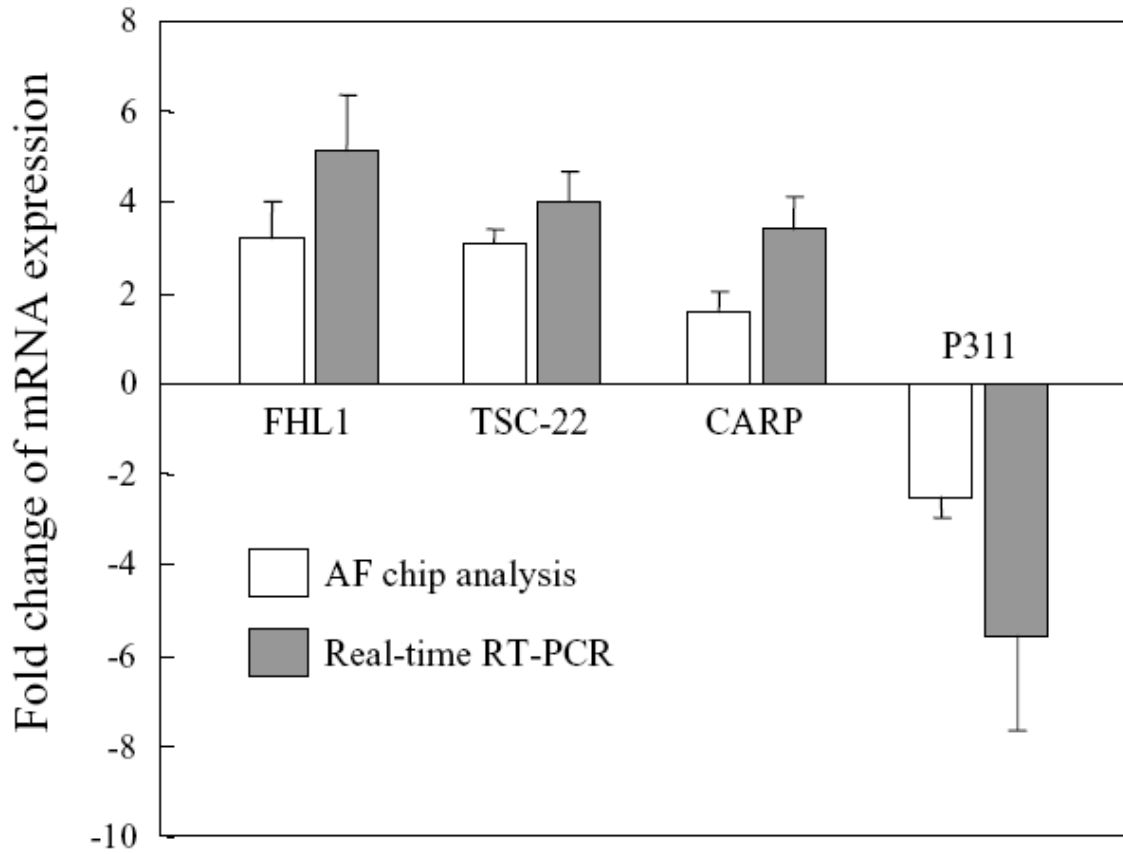 Fold change of mRNA expression
8
6
4
2
0
-2
-4
-6
-8
-10
P311
FHL1 TSC-22 CARP
AF chip analysis
Real-time RT-PCR